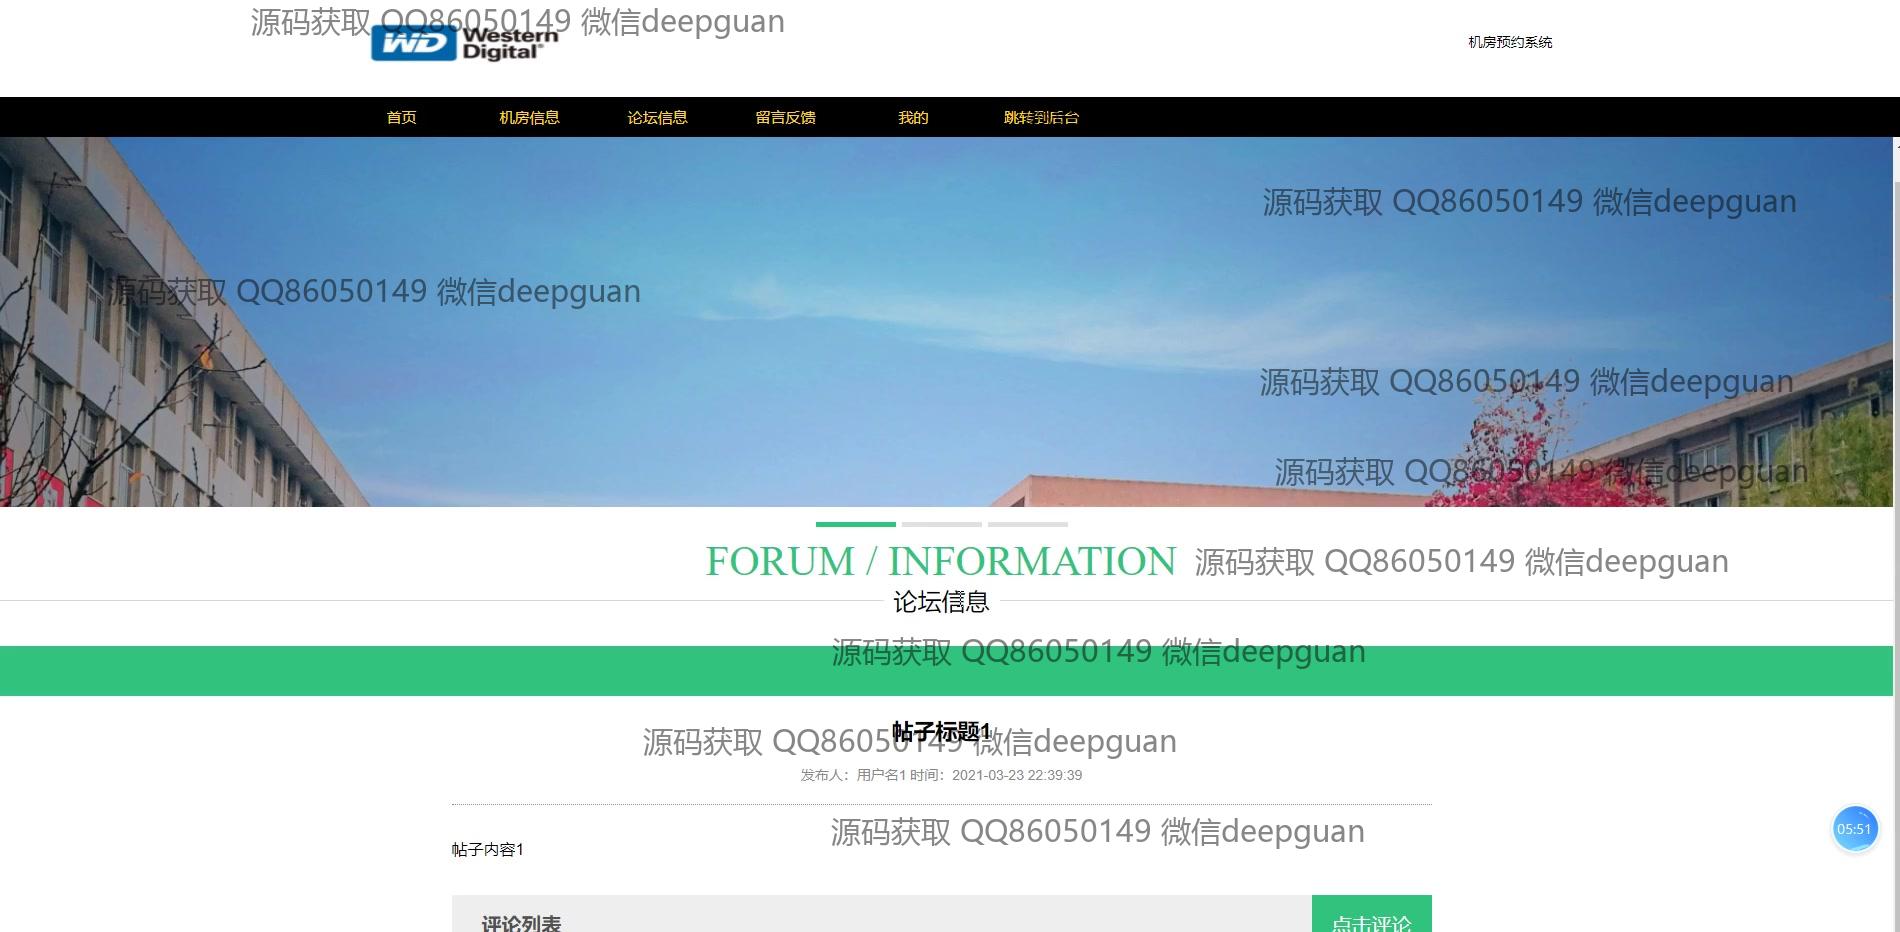 源码获取 QQ86050149 微信deepguan
WD Western Digital®
机房预约系统
首页 机房信息 论坛信息 留言反馈 我的 跳转到后台
源码获取 QQ86050149 微信deepguan
源码获取 QQ86050149 微信deepguan
源码获取 QQ86050149 微信deepguan
源码获取 QQ86050149 微信deepguan
FORUM / INFORMATION
源码获取 QQ86050149 微信deepguan
论坛信息
源码获取 QQ86050149 微信deepguan
帖子标题1
源码获取 QQ86050149 微信deepguan
发布人：用户名1 时间：2021-03-23 22:39:39
源码获取 QQ86050149 微信deepguan
05:51
帖子内容1
评论列表
点击评论